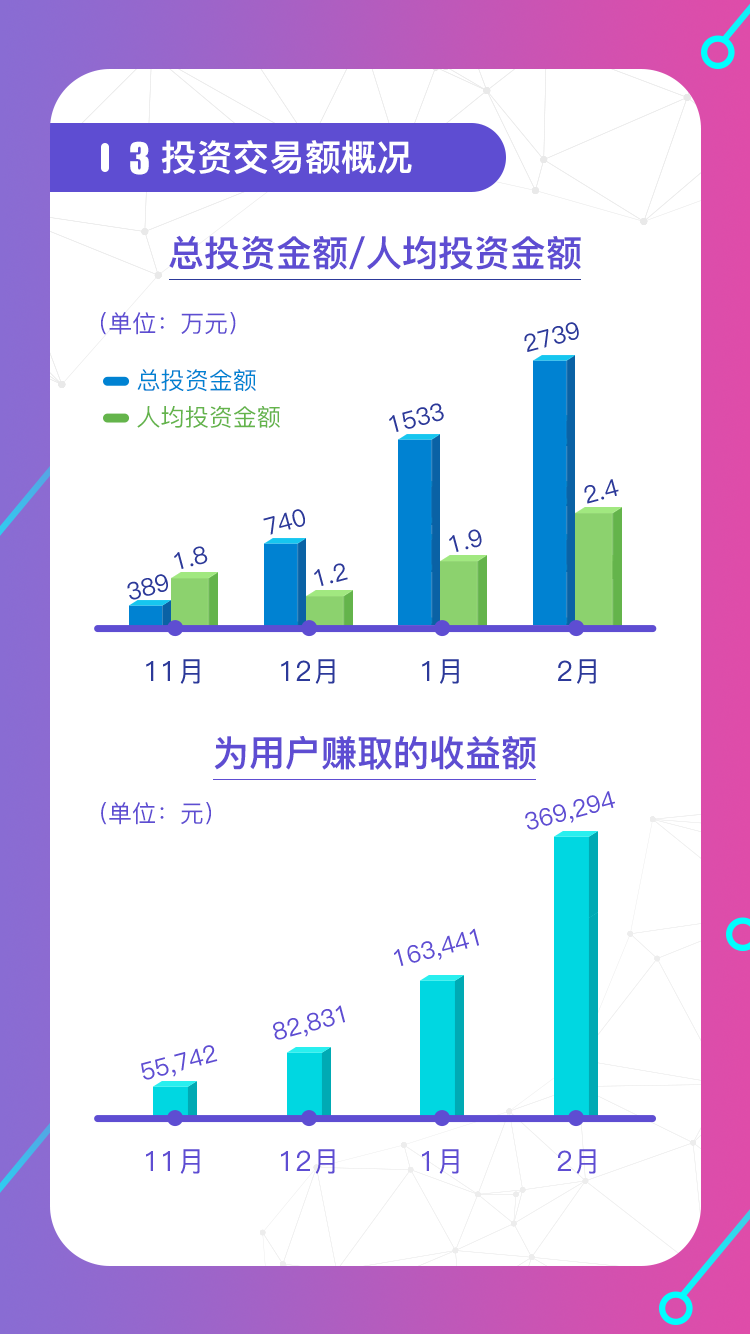 3 投资交易额概况
总投资金额/人均投资金额
(单位：万元)
总投资金额
人均投资金额
389 1.8 740 1.2 1533 1.9 2739 2.4
11月 12月 1月 2月
为用户赚取的收益额
(单位：元)
55,742 82,831 163,441 369,294
11月 12月 1月 2月